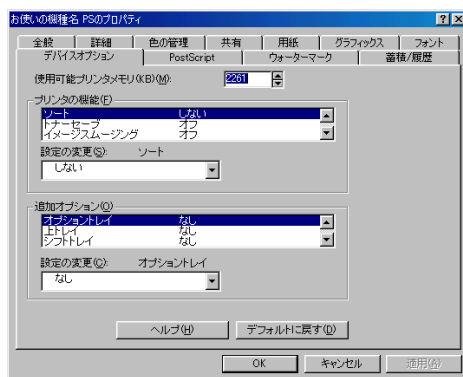 お使いの機種名 PSのプロパティ
全般 詳細 色の管理 共有 用紙 グラフィックス フォント
デバイスオプション PostScript ウォーターマーク 蓄積/履歴
使用可能プリンタメモリ(KB)(M): 2261
プリンタの機能(F)
ソート しない
トナーセーブ オフ
イメージスムージング オフ
設定の変更(S): ソート
しない
追加オプション(O)
オプショントレイ なし
上トレイ なし
シフトトレイ なし
設定の変更(C): オプショントレイ
なし
ヘルプ(H) デフォルトに戻す(D)
OK キャンセル 適用(A)